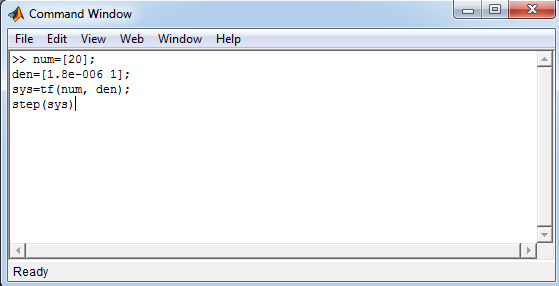 Command Window
File Edit View Web Window Help
>> num=[20];
den=[1.8e-006 1];
sys=tf(num, den);
step(sys)
Ready